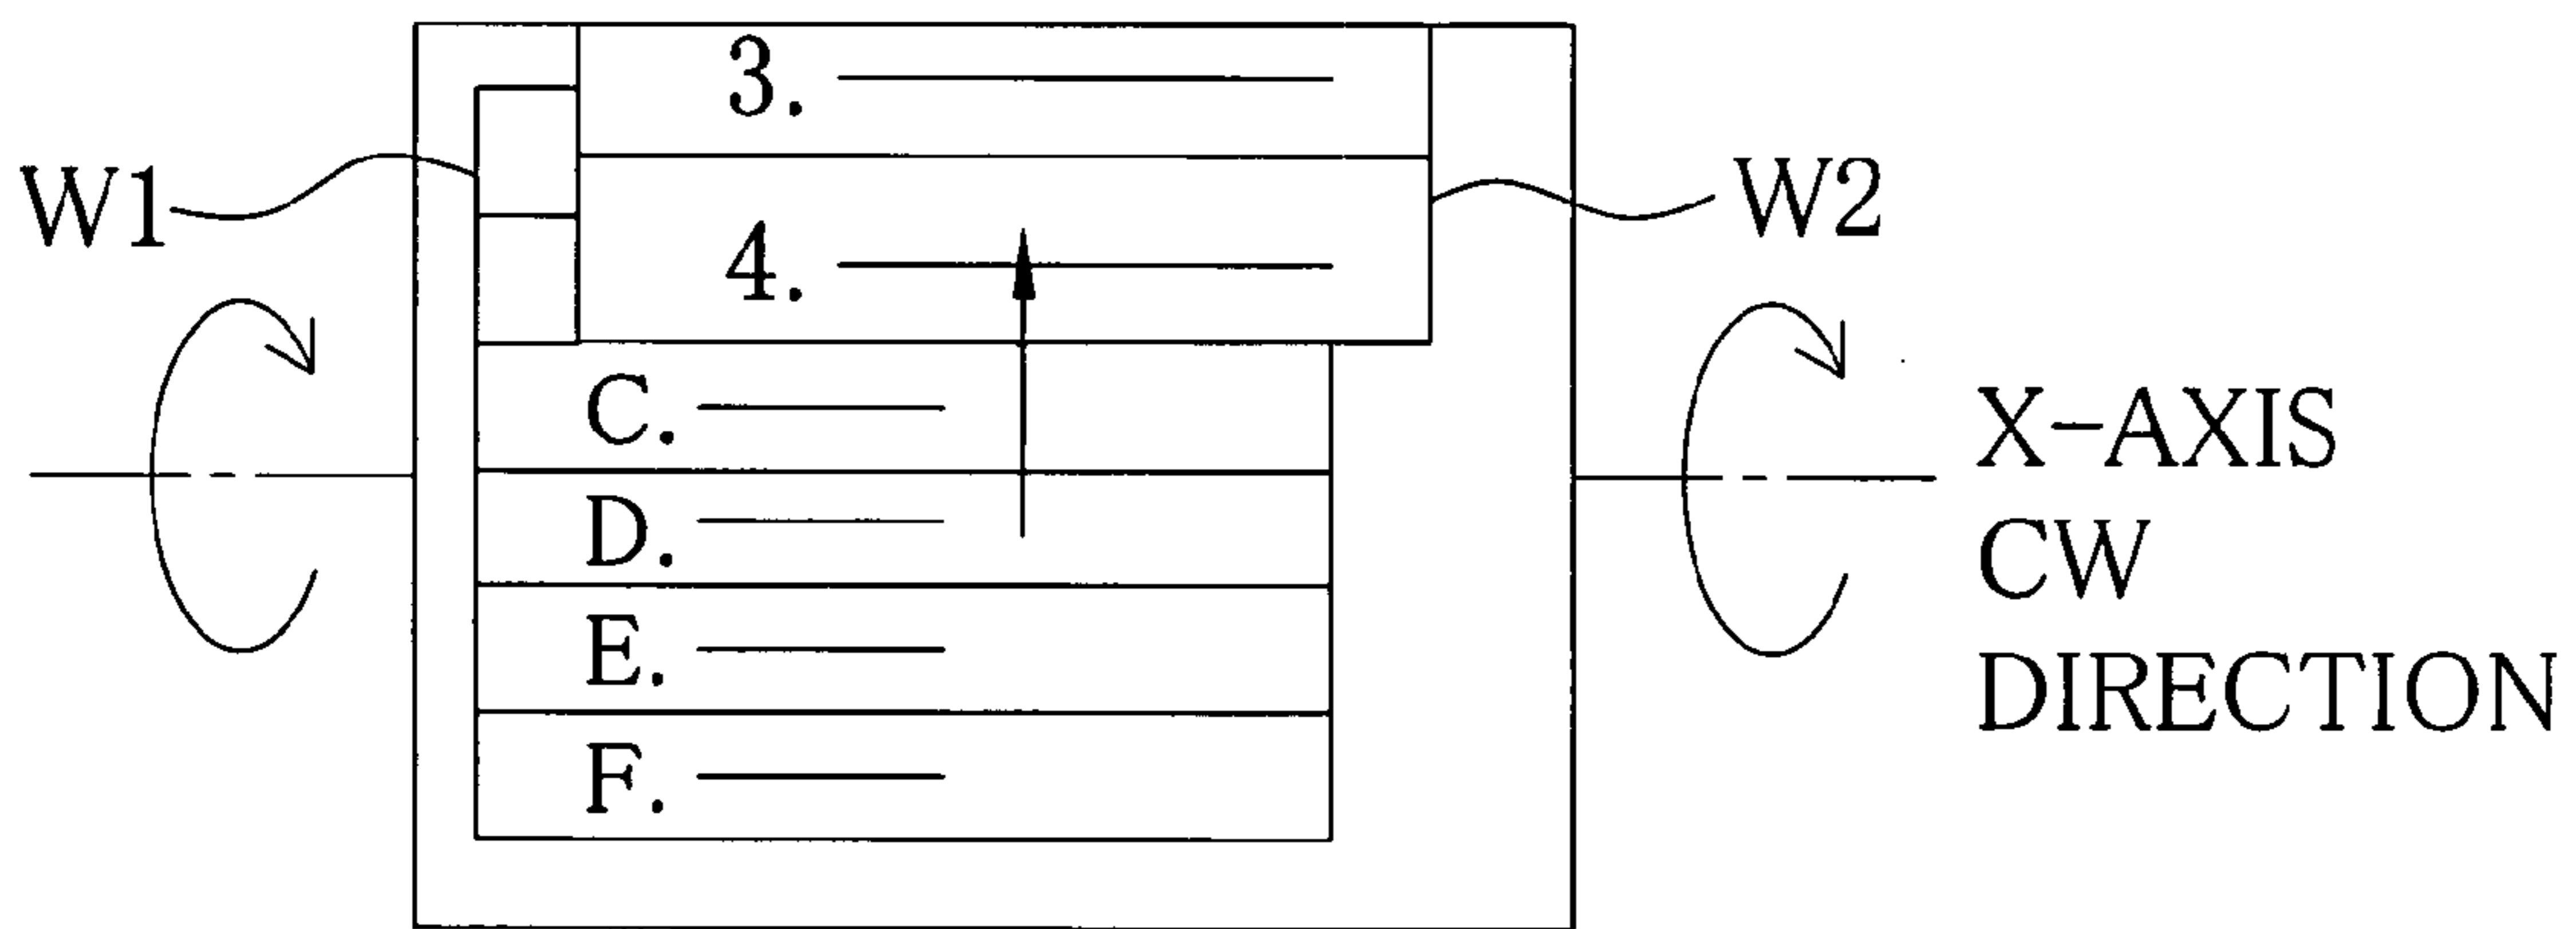 3.
W1
W2
4.
C.
X-AXIS
D.
CW
E.
DIRECTION
F.